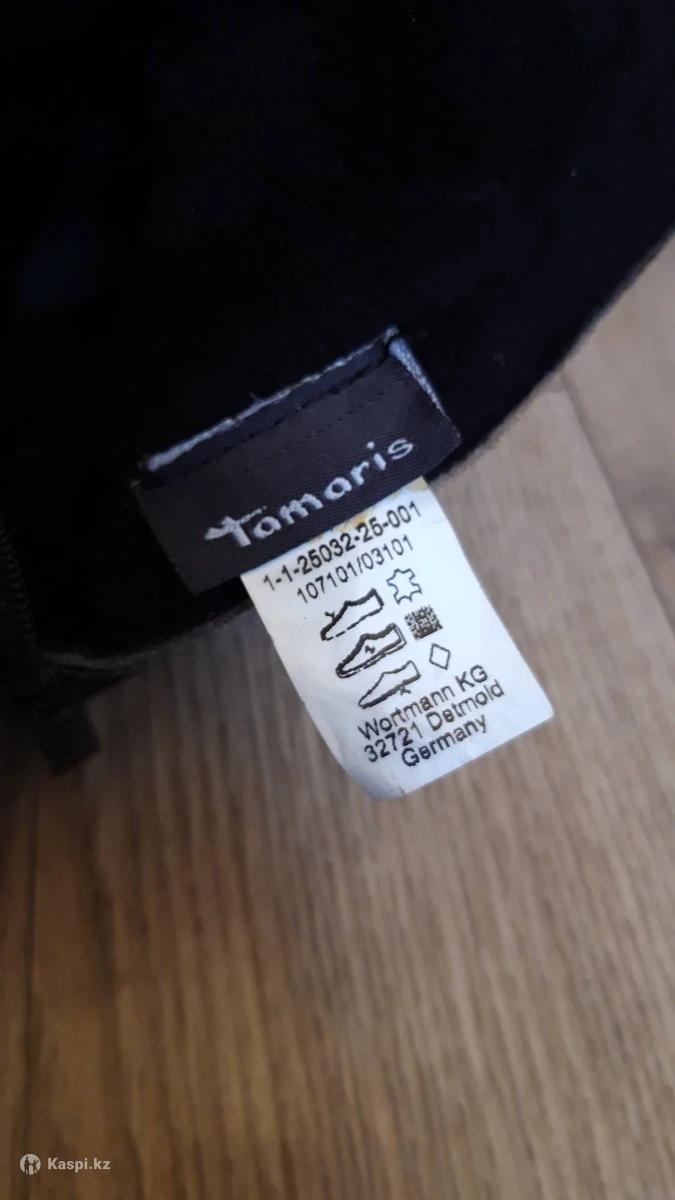 Tamaris
1-1-25032-25-001
107101/03101
Wortmann KG
32721 Detmold
Germany
Kaspi.kz